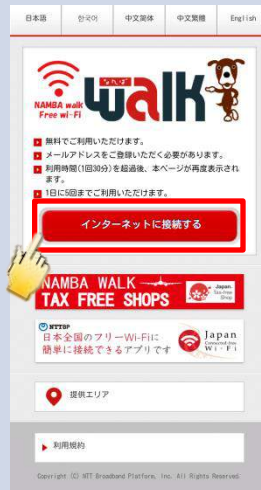 日本語 한국어 中文简体 中文繁體 English
NAMBA walk
Free wi-Fi
なんば
walk
無料でご利用いただけます。
メールアドレスをご登録いただく必要があります。
利用時間(1回30分)を超過後、本ページが再度表示され
ます。
1日に5回までご利用いただけます。
インターネットに接続する
NAMBA WALK
TAX FREE SHOPS
Japan.
Tax-free
Shop
NTTBP
日本全国のフリーWi-Fiに
簡単に接続できるアプリです
Japan
Connected-free
Wi-Fi
提供エリア
利用規約
Copyright (C) NTT Broadband Platform, Inc. All Rights Reserved.